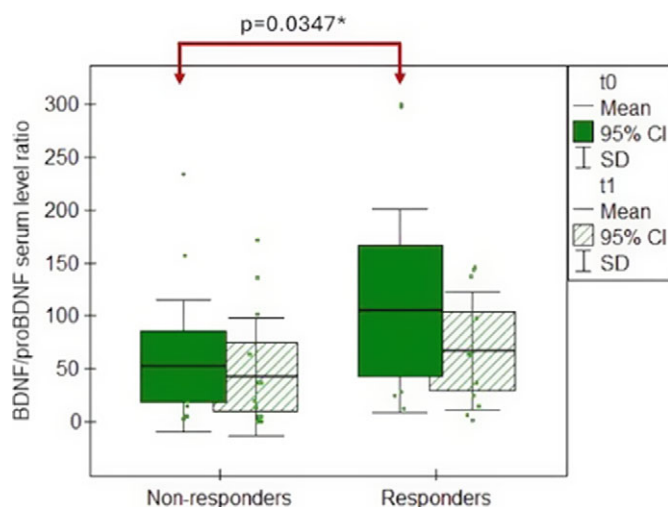 p=0.0347*
BDNF/proBDNF serum level ratio
300
250
200
150
100
50
0
Non-responders
Responders
t0
Mean
95% CI
SD
t1
Mean
95% CI
SD